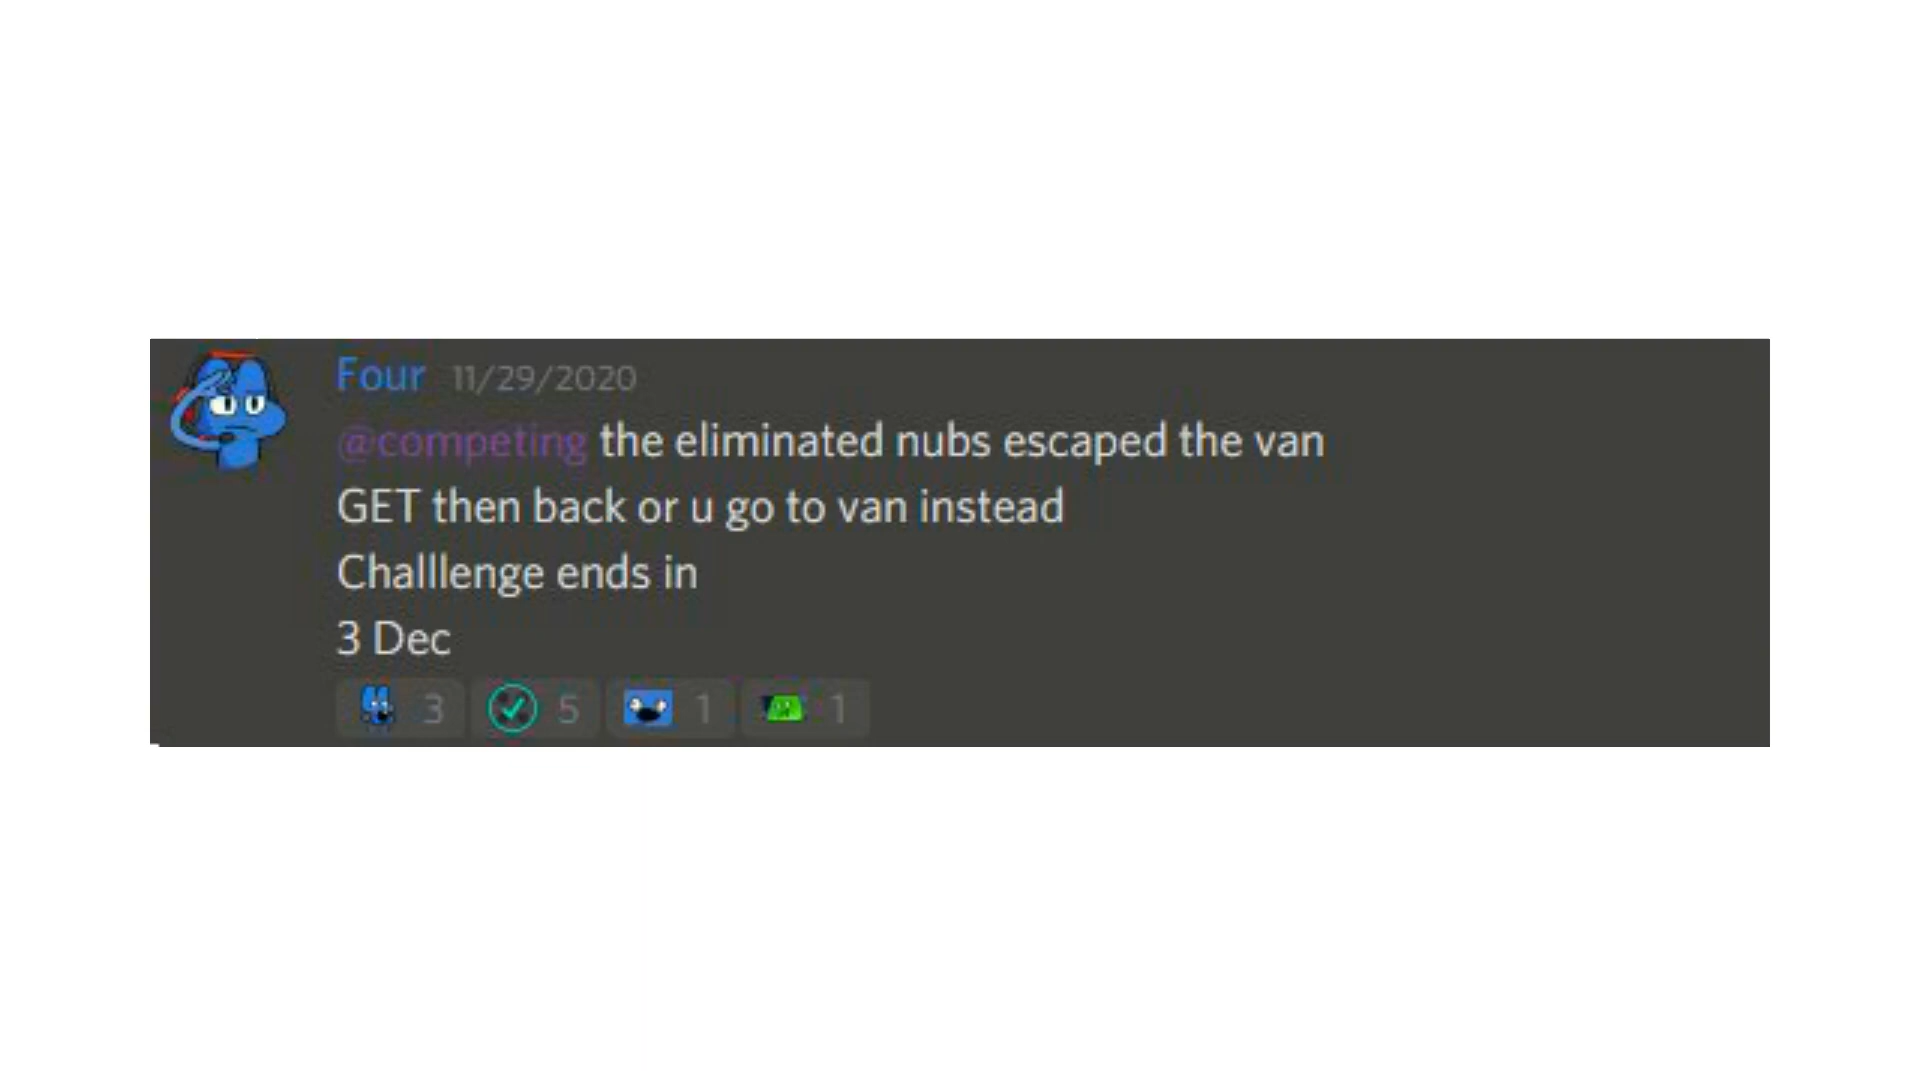 Four 11/29/2020
@competing the eliminated nubs escaped the van
GET then back or u go to van instead
Challlenge ends in
3 Dec
3 5 1 1